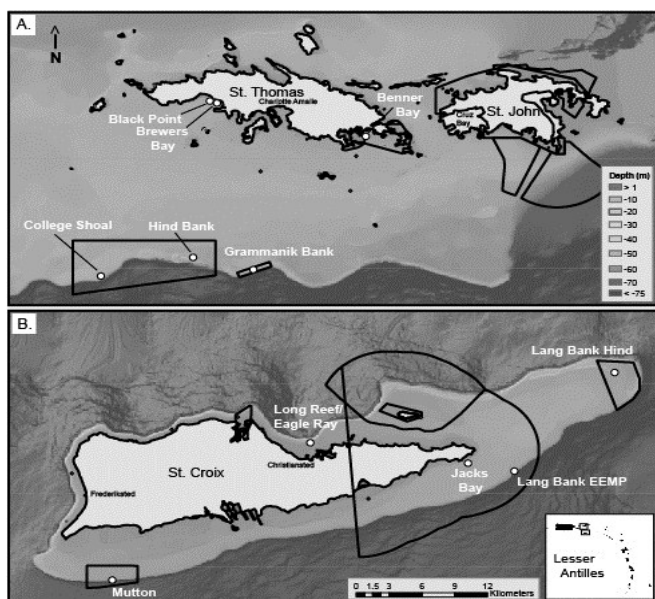 A.
N
St. Thomas
Charlotte Amalie
Black Point
Brewers
Bay
Benner
Bay
Cruz
Bay
St. John
College Shoal
Hind Bank
Grammanik Bank
Depth (m)
> 1
-10
-20
-30
-40
-50
-60
-70
< -75
B.
Lang Bank Hind
Long Reef/
Eagle Ray
St. Croix
Christiansted
Frederiksted
Jacks
Bay
Lang Bank EEMP
Mutton
0 1.5 3 6 9 12
Kilometers
Lesser
Antilles